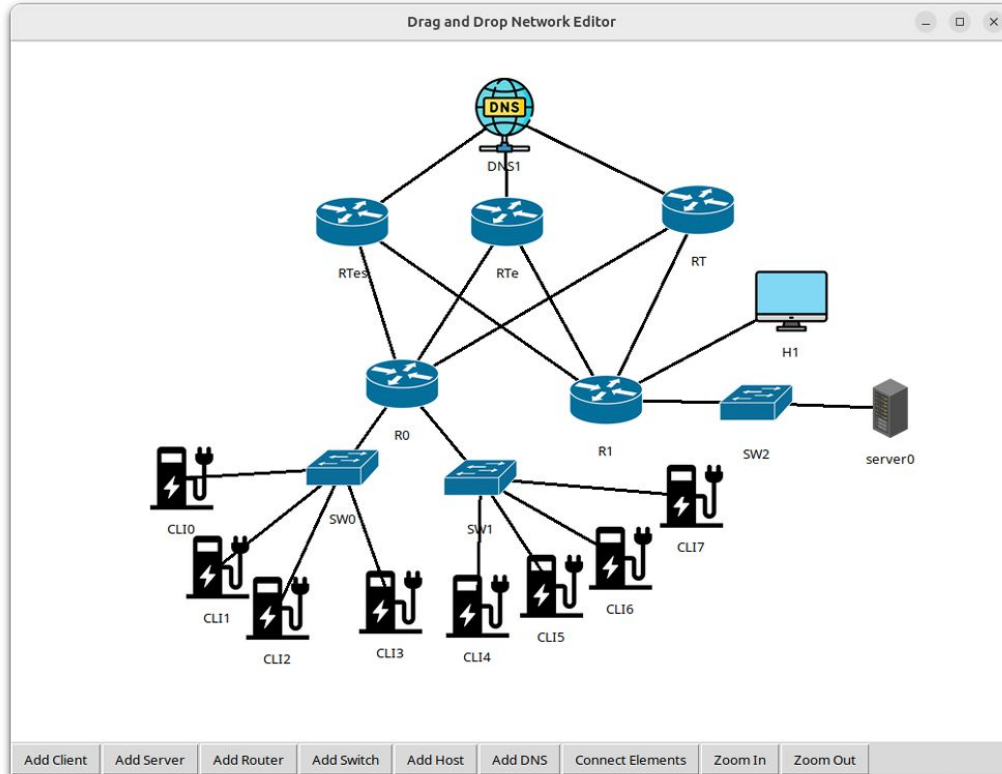 Drag and Drop Network Editor
DNS
DNS1
RTes
RTe
RT
H1
R0
R1
SW2
server0
CLI0
SW0
SW1
CLI7
CLI1
CLI6
CLI2
CLI3
CLI4
CLI5
Add Client
Add Server
Add Router
Add Switch
Add Host
Add DNS
Connect Elements
Zoom In
Zoom Out